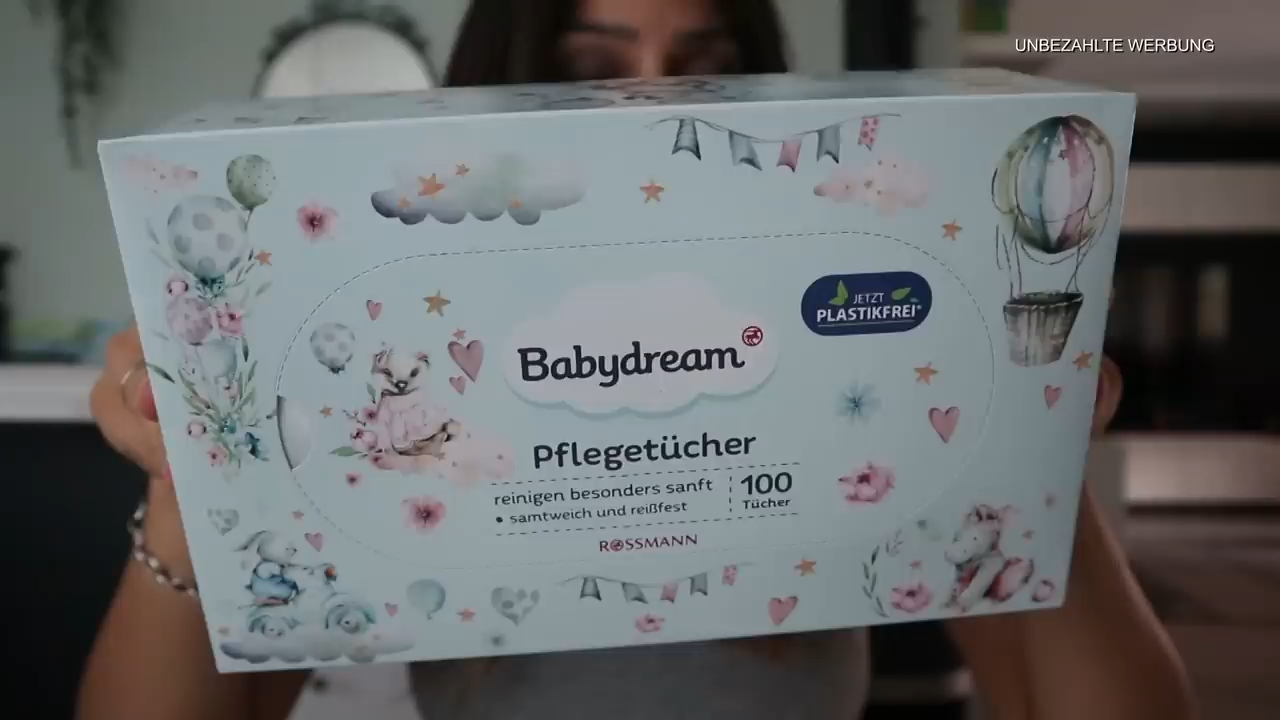 UNBEZAHLTE WERBUNG
JETZT
PLASTIKFREI*
Babydream
Pflegetücher
reinigen besonders sanft
• samtweich und reißfest
100
Tücher
ROSSMANN